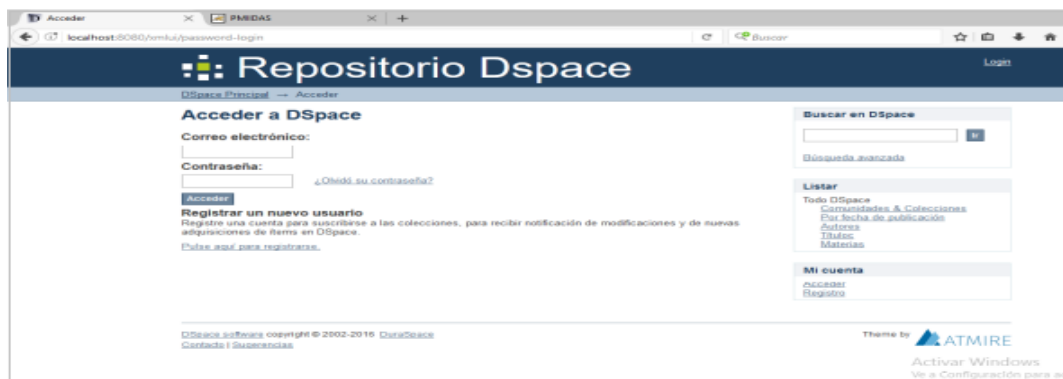 Acceder
PMIDAS
localhost:8080/xmlui/password-login
Buscar
Repositorio Dspace
Login
DSpace Principal → Acceder
Acceder a DSpace
Correo electrónico:
Contraseña:
¿Olvidó su contraseña?
Acceder
Registrar un nuevo usuario
Registre una cuenta para suscribirse a las colecciones, para recibir notificación de modificaciones y de nuevas
adquisiciones de ítems en DSpace.
Pulse aquí para registrarse.
Buscar en DSpace
Ir
Búsqueda avanzada
Listar
Todo DSpace
Comunidades & Colecciones
Por fecha de publicación
Autores
Títulos
Materias
Mi cuenta
Acceder
Registro
DSpace software copyright © 2002-2016 DuraSpace
Contacto | Sugerencias
Theme by ATMIRE
Activar Windows
Ve a Configuración para a